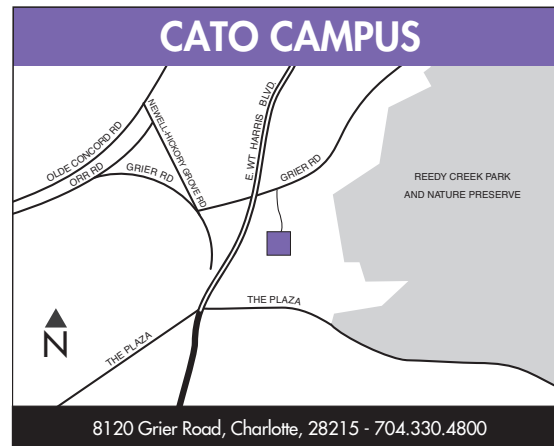 CATO CAMPUS
OLDE CONCORD RD
ORR RD
GRIER RD
NEWELL-HICKORY GROVE RD
E. WT HARRIS BLVD.
GRIER RD
REEDY CREEK PARK
AND NATURE PRESERVE
THE PLAZA
THE PLAZA
N
8120 Grier Road, Charlotte, 28215 - 704.330.4800